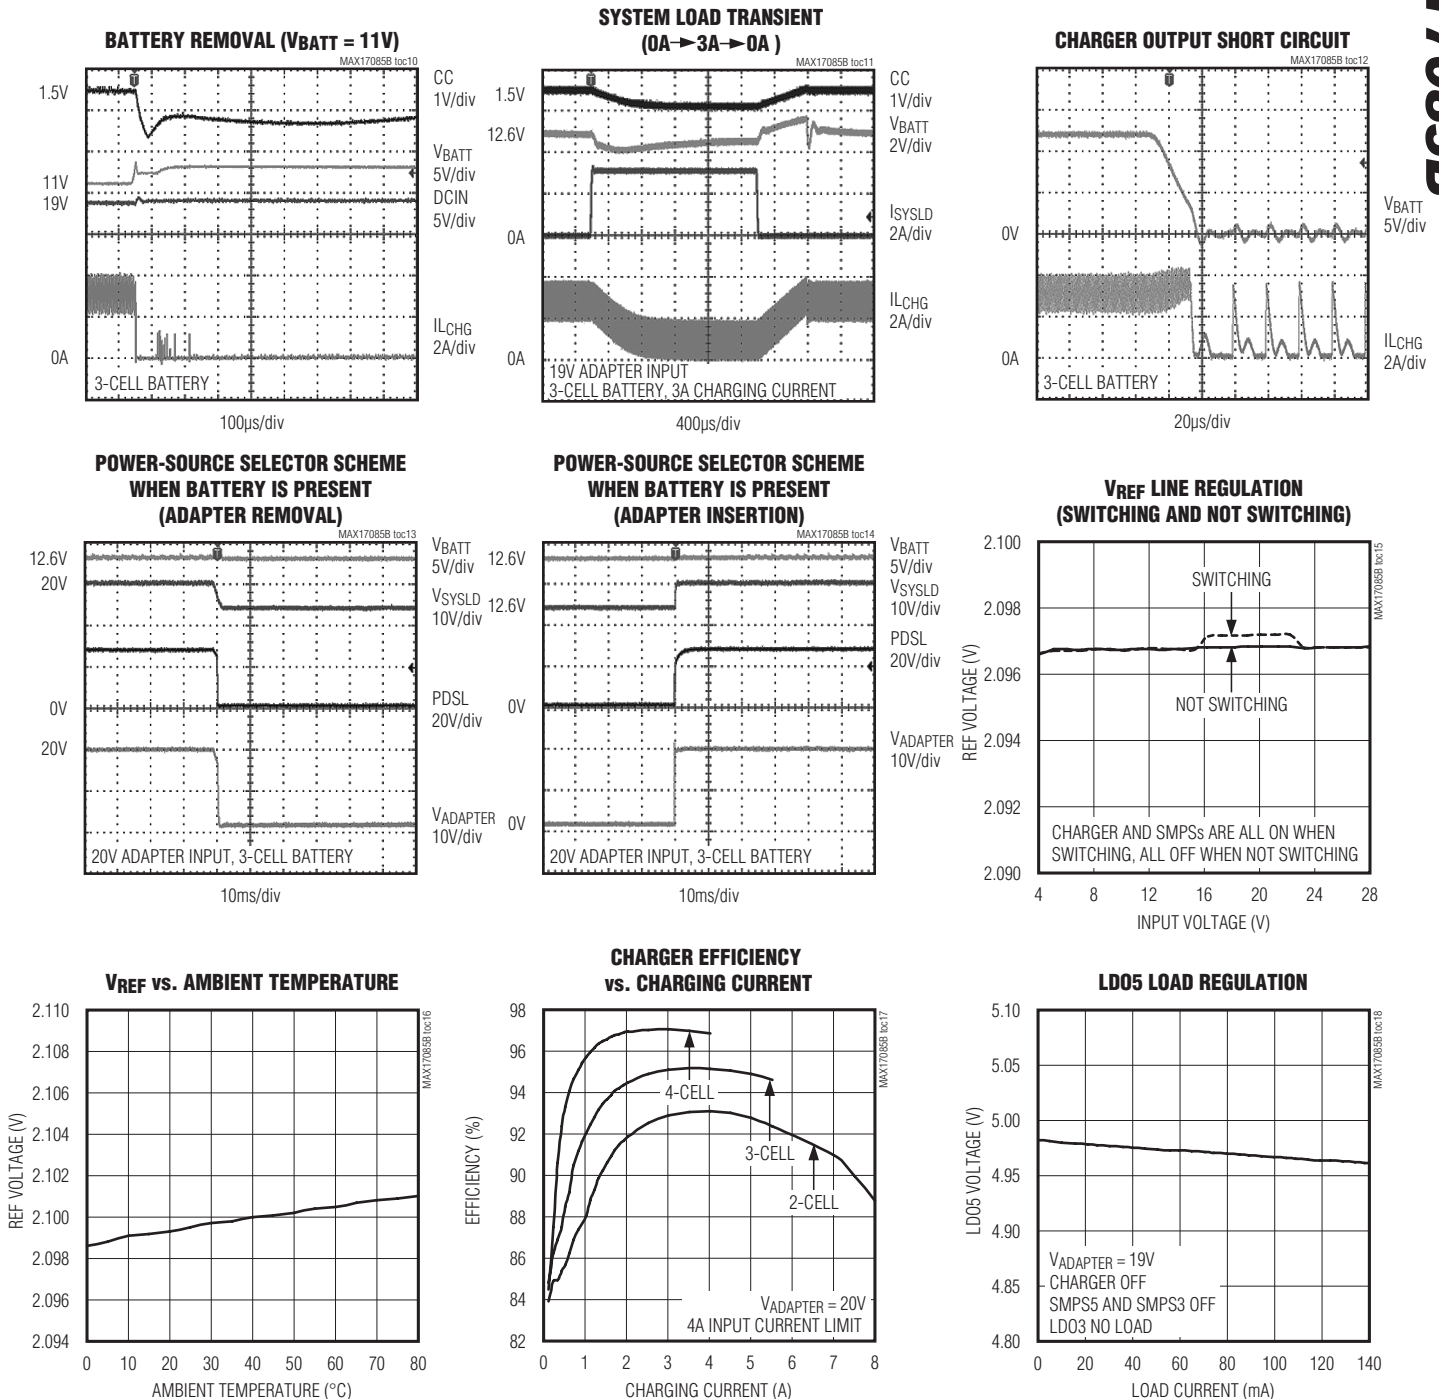 BATTERY REMOVAL (VBATT = 11V)
MAX17085B toc10
1.5V
11V
19V
0A
CC
1V/div
VBATT
5V/div
DCIN
5V/div
ILCHG
2A/div
3-CELL BATTERY
100µs/div
SYSTEM LOAD TRANSIENT
(0A→3A→0A )
MAX17085B toc11
1.5V
12.6V
0A
0A
CC
1V/div
VBATT
2V/div
ISYSLD
2A/div
ILCHG
2A/div
19V ADAPTER INPUT
3-CELL BATTERY, 3A CHARGING CURRENT
400µs/div
CHARGER OUTPUT SHORT CIRCUIT
MAX17085B toc12
0V
0A
VBATT
5V/div
ILCHG
2A/div
3-CELL BATTERY
20µs/div
POWER-SOURCE SELECTOR SCHEME
WHEN BATTERY IS PRESENT
(ADAPTER REMOVAL)
MAX17085B toc13
12.6V
20V
0V
20V
VBATT
5V/div
VSYSLD
10V/div
PDSL
20V/div
VADAPTER
10V/div
20V ADAPTER INPUT, 3-CELL BATTERY
10ms/div
POWER-SOURCE SELECTOR SCHEME
WHEN BATTERY IS PRESENT
(ADAPTER INSERTION)
MAX17085B toc14
12.6V
12.6V
0V
0V
VBATT
5V/div
VSYSLD
10V/div
PDSL
20V/div
VADAPTER
10V/div
20V ADAPTER INPUT, 3-CELL BATTERY
10ms/div
VREF LINE REGULATION
(SWITCHING AND NOT SWITCHING)
MAX17085B toc15
2.100
2.098
2.096
2.094
2.092
2.090
REF VOLTAGE (V)
SWITCHING
NOT SWITCHING
CHARGER AND SMPSs ARE ALL ON WHEN
SWITCHING, ALL OFF WHEN NOT SWITCHING
4 8 12 16 20 24 28
INPUT VOLTAGE (V)
VREF vs. AMBIENT TEMPERATURE
MAX17085B toc16
2.110
2.108
2.106
2.104
2.102
2.100
2.098
2.096
2.094
REF VOLTAGE (V)
0 10 20 30 40 50 60 70 80
AMBIENT TEMPERATURE (°C)
CHARGER EFFICIENCY
vs. CHARGING CURRENT
MAX17085B toc17
98
96
94
92
90
88
86
84
82
EFFICIENCY (%)
4-CELL
3-CELL
2-CELL
VADAPTER = 20V
4A INPUT CURRENT LIMIT
0 1 2 3 4 5 6 7 8
CHARGING CURRENT (A)
LDO5 LOAD REGULATION
MAX17085B toc18
5.10
5.05
5.00
4.95
4.90
4.85
4.80
LDO5 VOLTAGE (V)
VADAPTER = 19V
CHARGER OFF
SMPS5 AND SMPS3 OFF
LDO3 NO LOAD
0 20 40 60 80 100 120 140
LOAD CURRENT (mA)